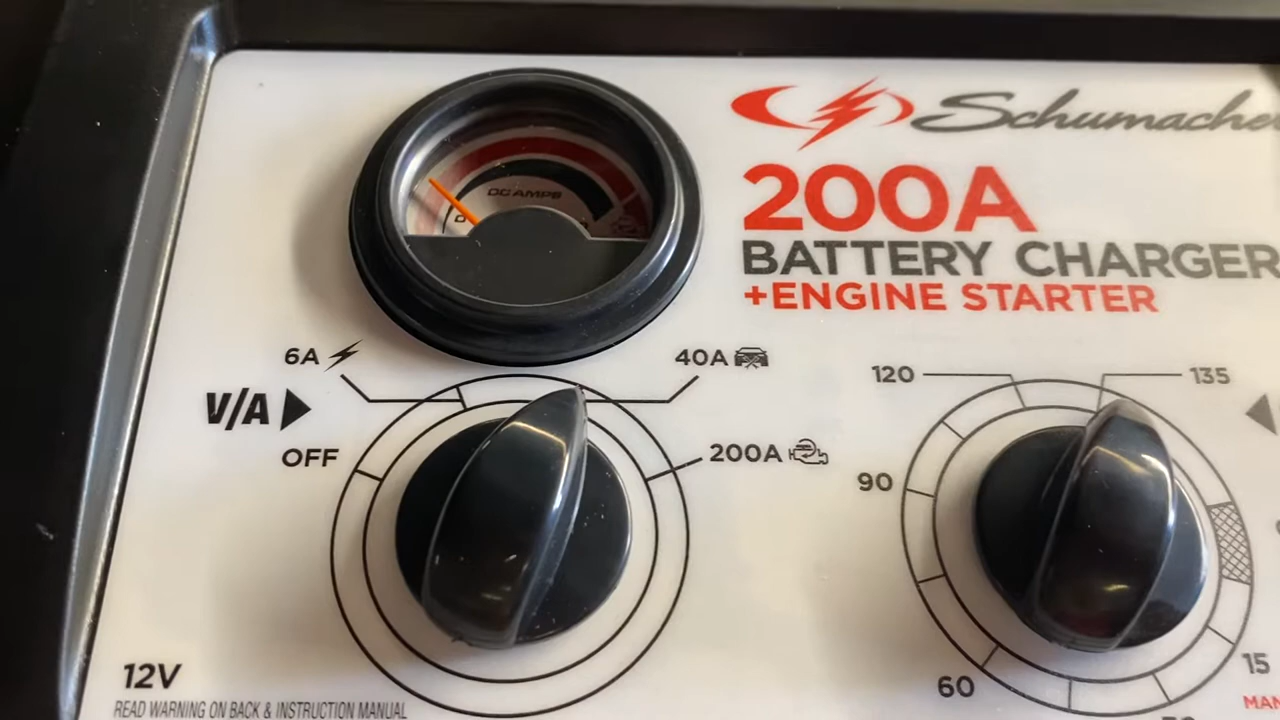 Schumacher
200A
BATTERY CHARGER
+ENGINE STARTER
DC AMPS
6A
40A
V/A
OFF
200A
120
135
90
60
15
12V
READ WARNING ON BACK & INSTRUCTION MANUAL